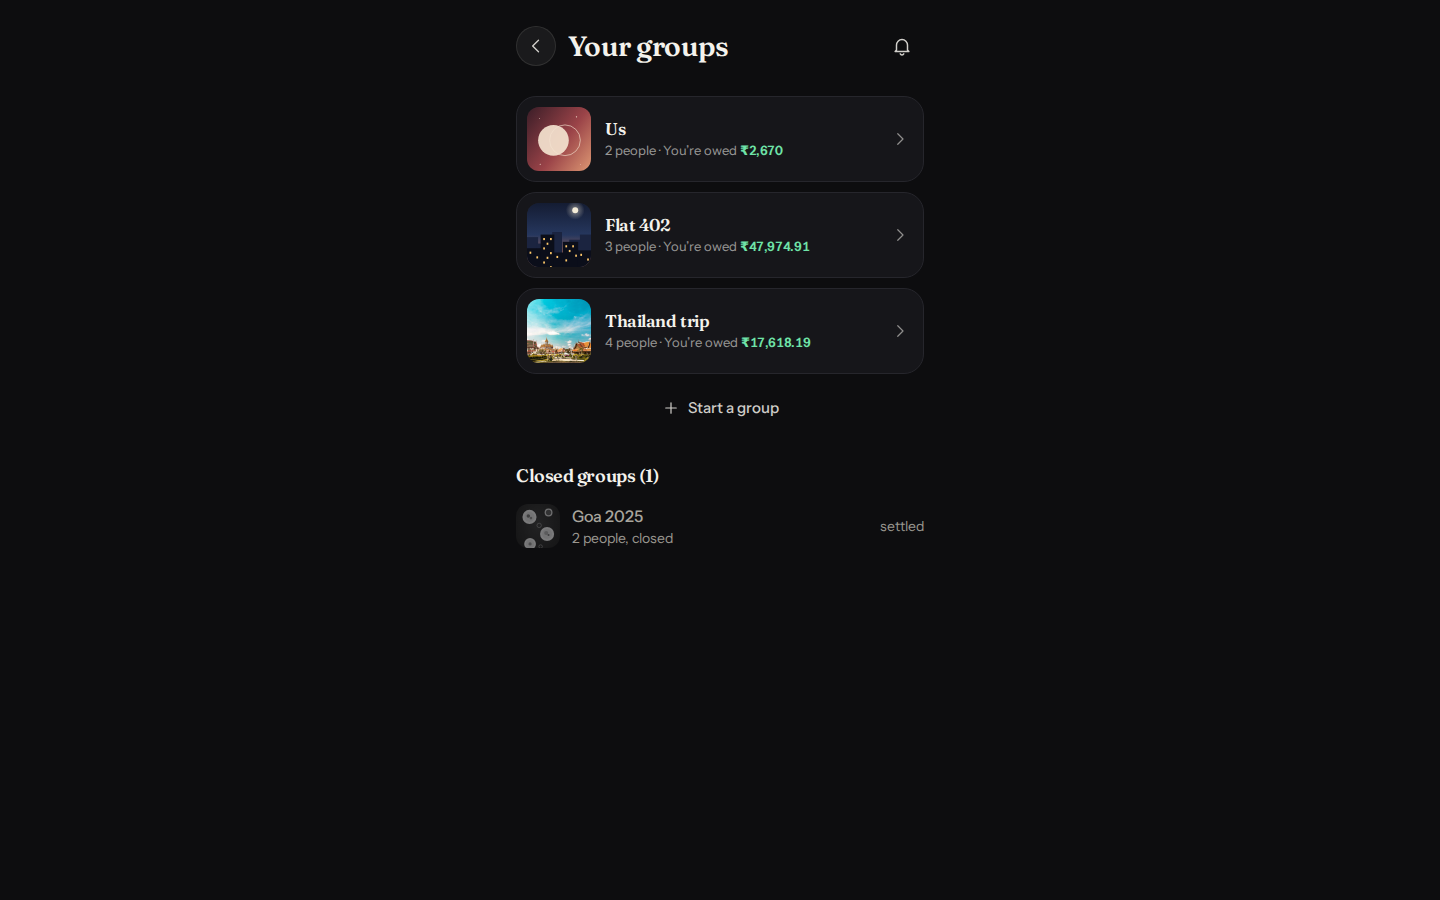 Your groups
Us
2 people · You're owed ₹2,670
Flat 402
3 people · You're owed ₹47,974.91
Thailand trip
4 people · You're owed ₹17,618.19
+ Start a group
Closed groups (1)
Goa 2025
2 people, closed
settled